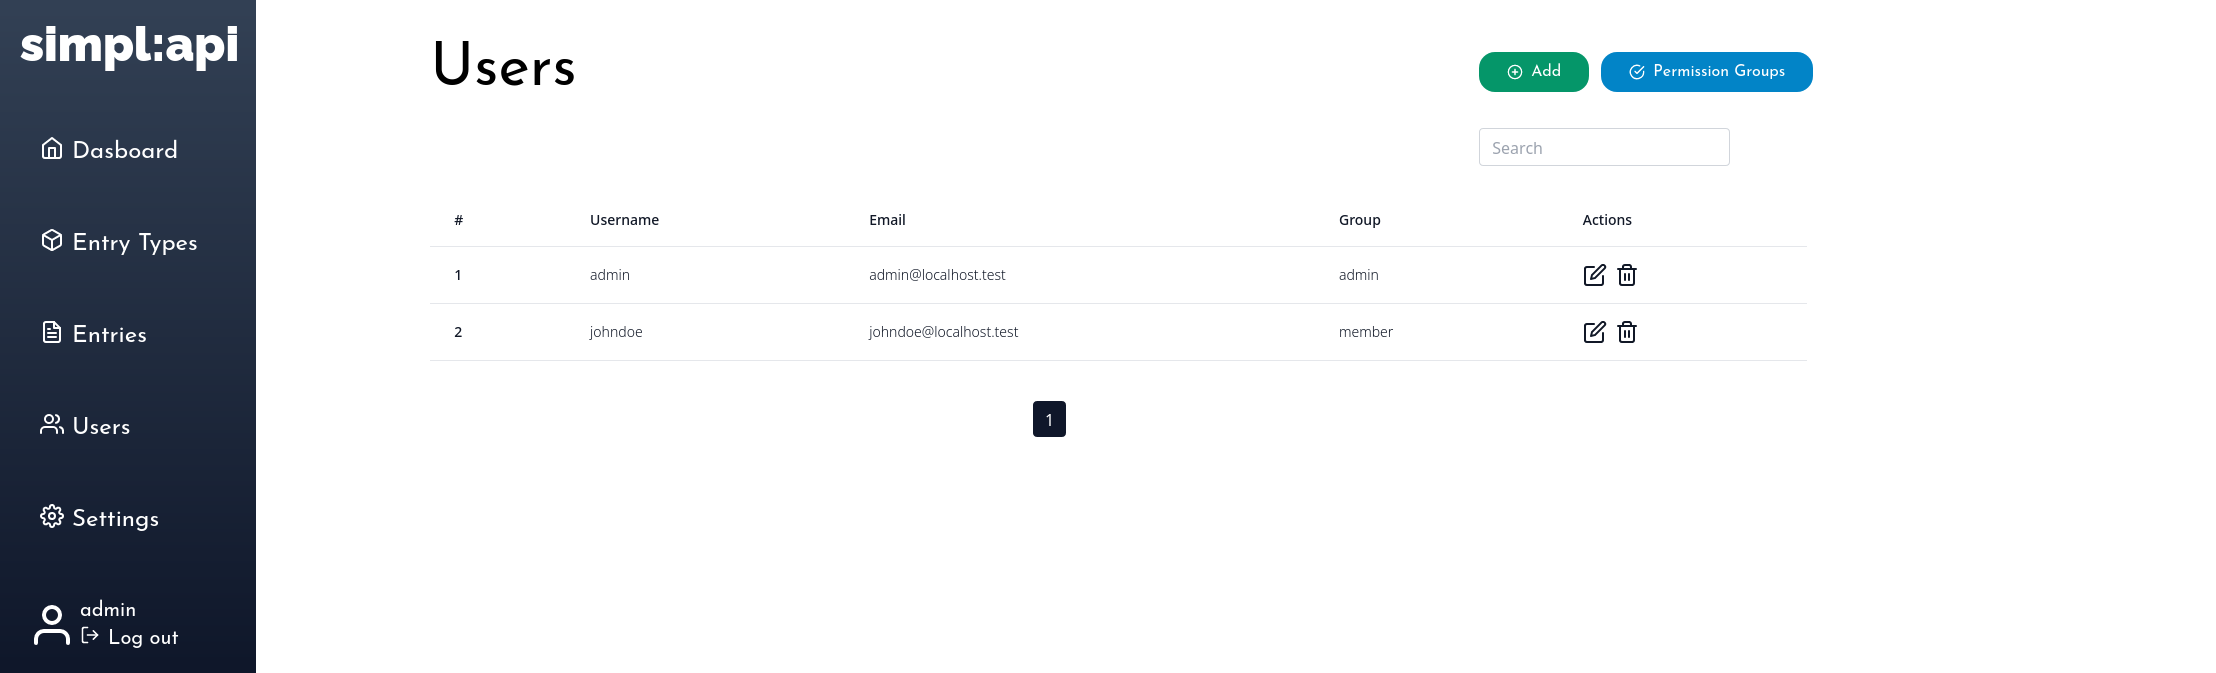 simpl:api
Dasboard
Entry Types
Entries
Users
Settings
admin
Log out
Users
Add
Permission Groups
Search
# Username Email Group Actions
1 admin admin@localhost.test admin
2 johndoe johndoe@localhost.test member
1